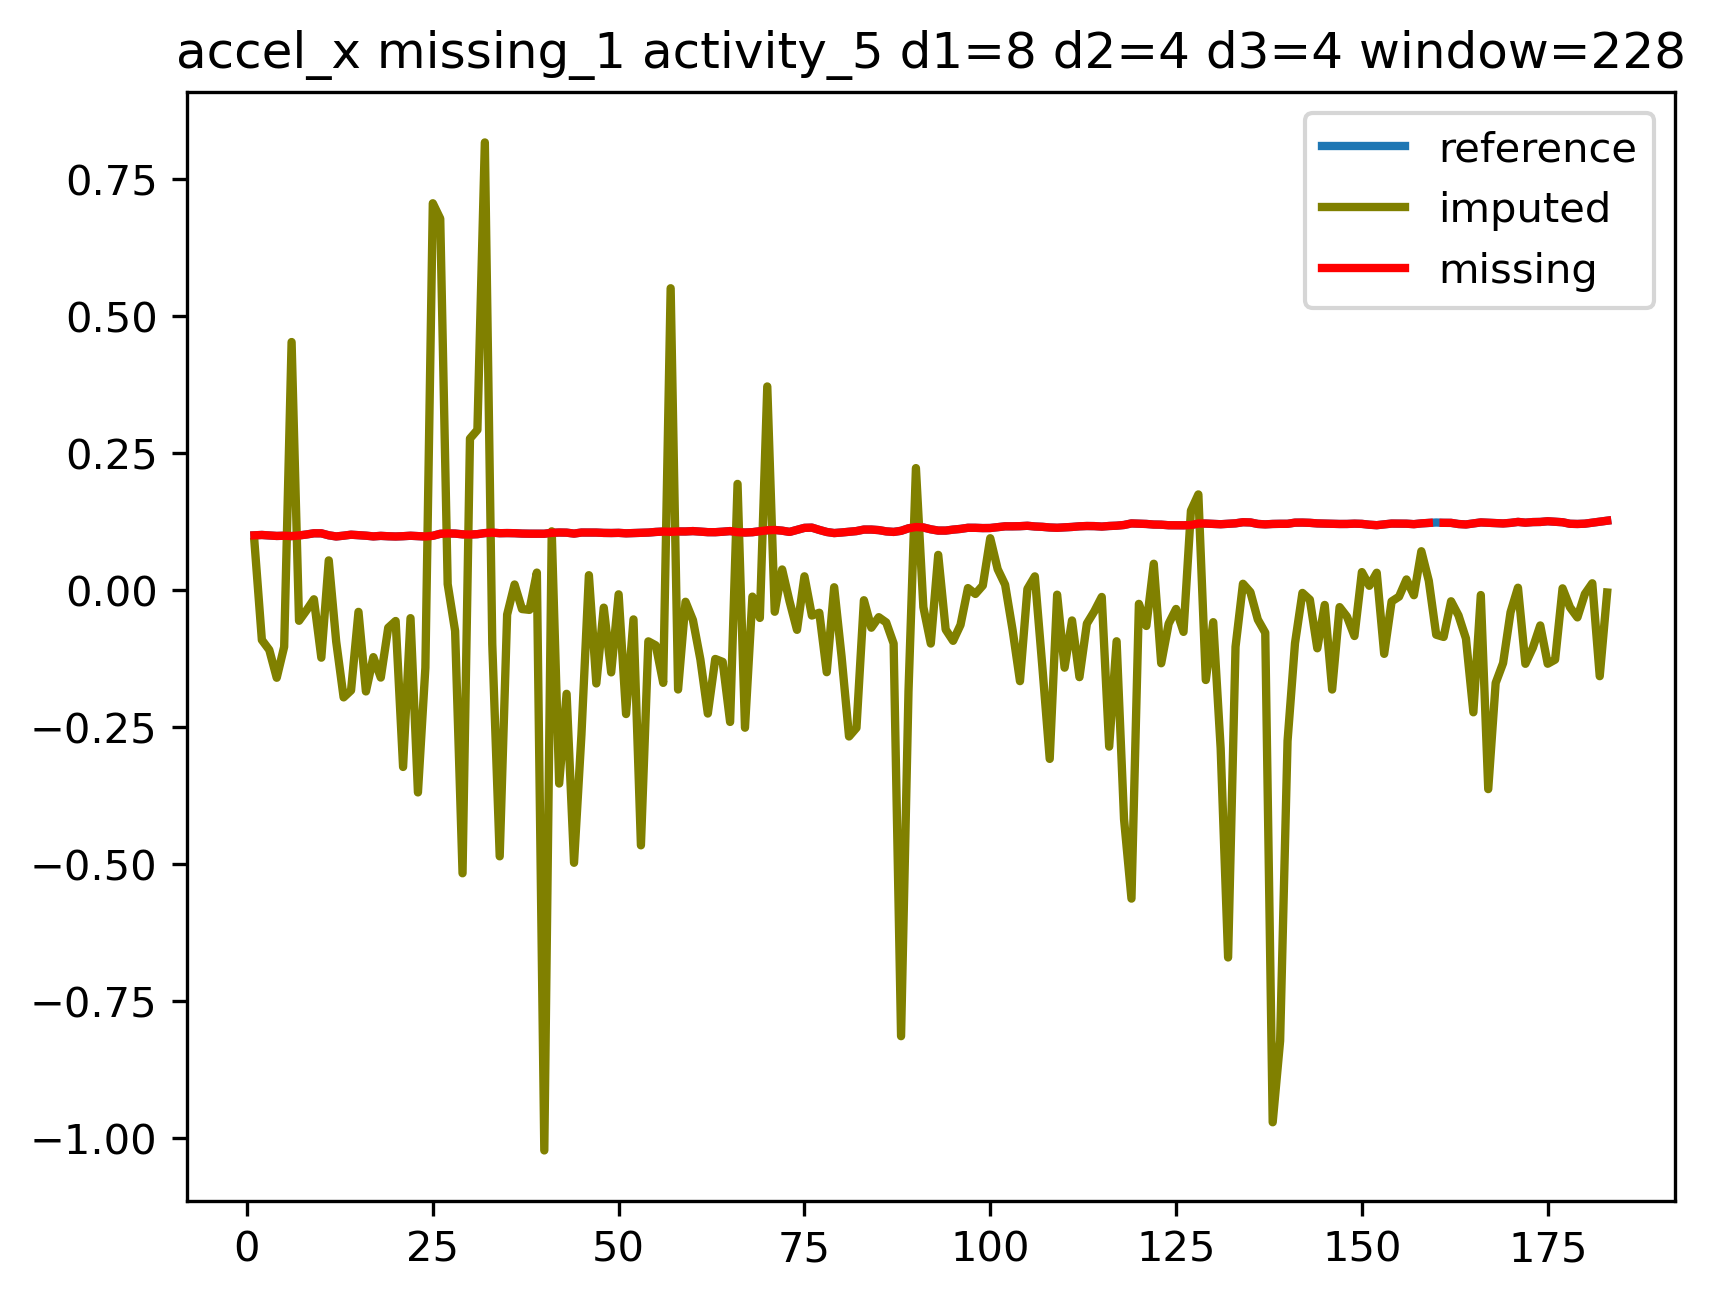 accel_x missing_1 activity_5 d1=8 d2=4 d3=4 window=228
reference
imputed
missing
0.75
0.50
0.25
0.00
−0.25
−0.50
−0.75
−1.00
0 25 50 75 100 125 150 175